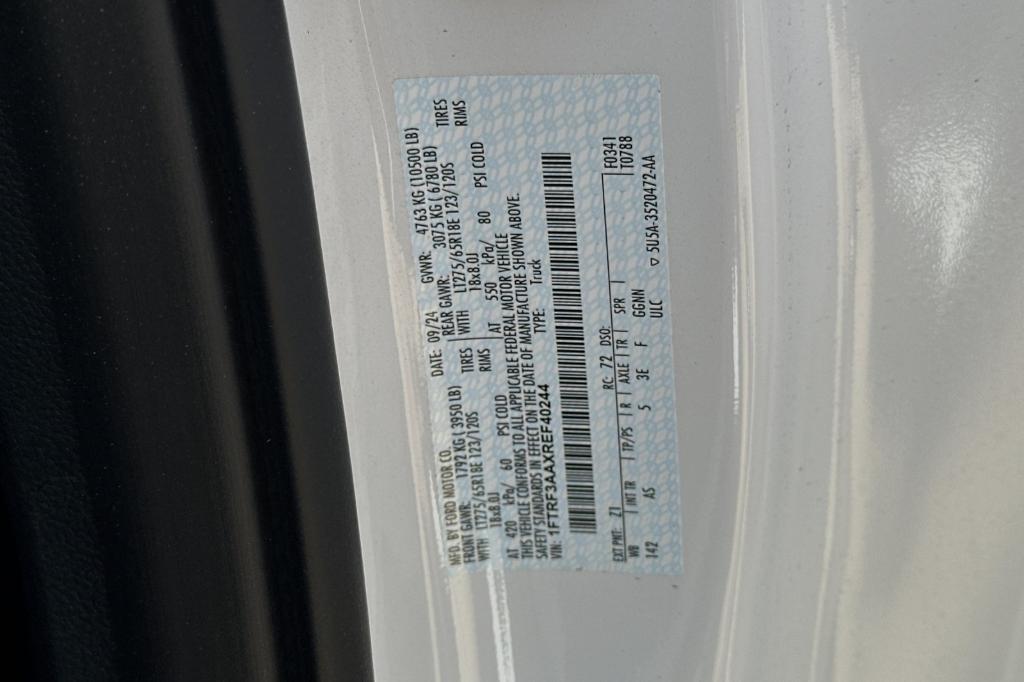 MFD. BY FORD MOTOR CO. DATE: 09/24 GVWR: 4763 KG (10500 LB)
FRONT GAWR: 1792 KG ( 3950 LB) REAR GAWR: 3075 KG ( 6780 LB)
WITH LT275/65R18E 123/120S TIRES WITH LT275/65R18E 123/120S TIRES
18x8.0J RIMS 18x8.0J RIMS
AT 420 kPa/ 60 PSI COLD AT 550 kPa/ 80 PSI COLD
THIS VEHICLE CONFORMS TO ALL APPLICABLE FEDERAL MOTOR VEHICLE
SAFETY STANDARDS IN EFFECT ON THE DATE OF MANUFACTURE SHOWN ABOVE.
VIN: 1FTRF3AAXREF40244 TYPE: Truck
EXT PNT: Z1 RC: 72 DSO: F0341
WB INT TR TP/PS R AXLE TR SPR T0788
142 AS 5 3E F GGNN
ULC ▽ 5U5A-3520472-AA